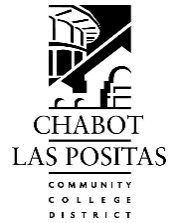 CHABOT
LAS POSITAS
COMMUNITY
COLLEGE
DISTRICT